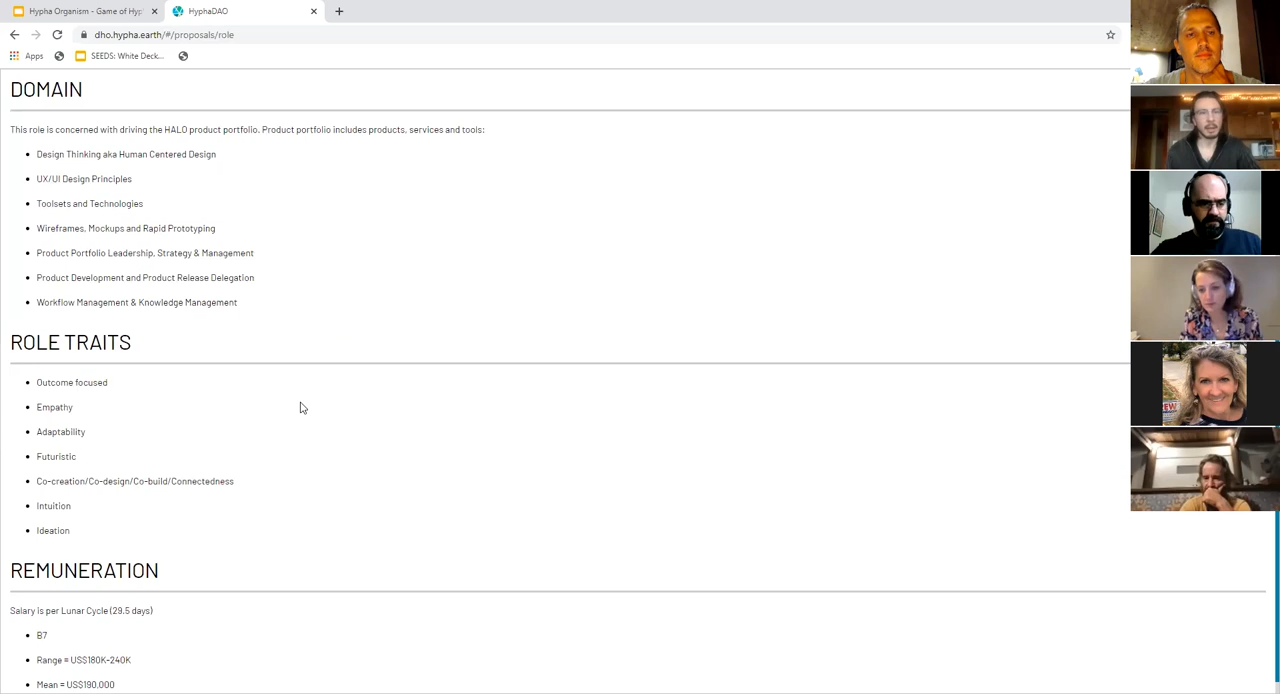 Hypha Organism - Game of Hyp
HyphaDAO
dho.hypha.earth/#/proposals/role
Apps
SEEDS: White Deck...
DOMAIN
This role is concerned with driving the HALO product portfolio. Product portfolio includes products, services and tools:
Design Thinking aka Human Centered Design
UX/UI Design Principles
Toolsets and Technologies
Wireframes, Mockups and Rapid Prototyping
Product Portfolio Leadership, Strategy & Management
Product Development and Product Release Delegation
Workflow Management & Knowledge Management
ROLE TRAITS
Outcome focused
Empathy
Adaptability
Futuristic
Co-creation/Co-design/Co-build/Connectedness
Intuition
Ideation
REMUNERATION
Salary is per Lunar Cycle (29.5 days)
B7
Range = US$180K-240K
Mean = US$190,000